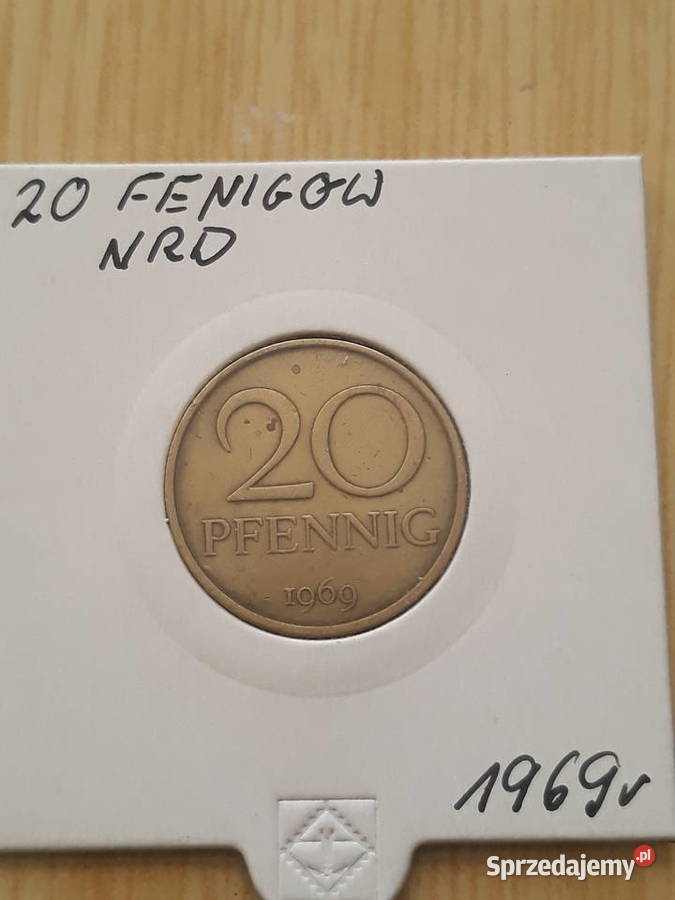 20 FENIGOW
NRD
20
PFENNIG
1969
1969r
Sprzedajemy.pl